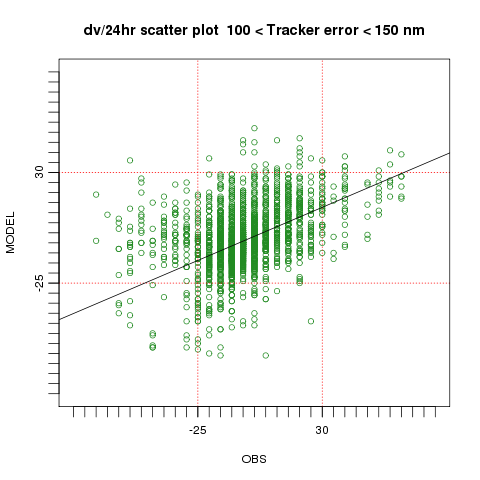 dv/24hr scatter plot  100 < Tracker error < 150 nm
30
MODEL
-25
-25 30
OBS